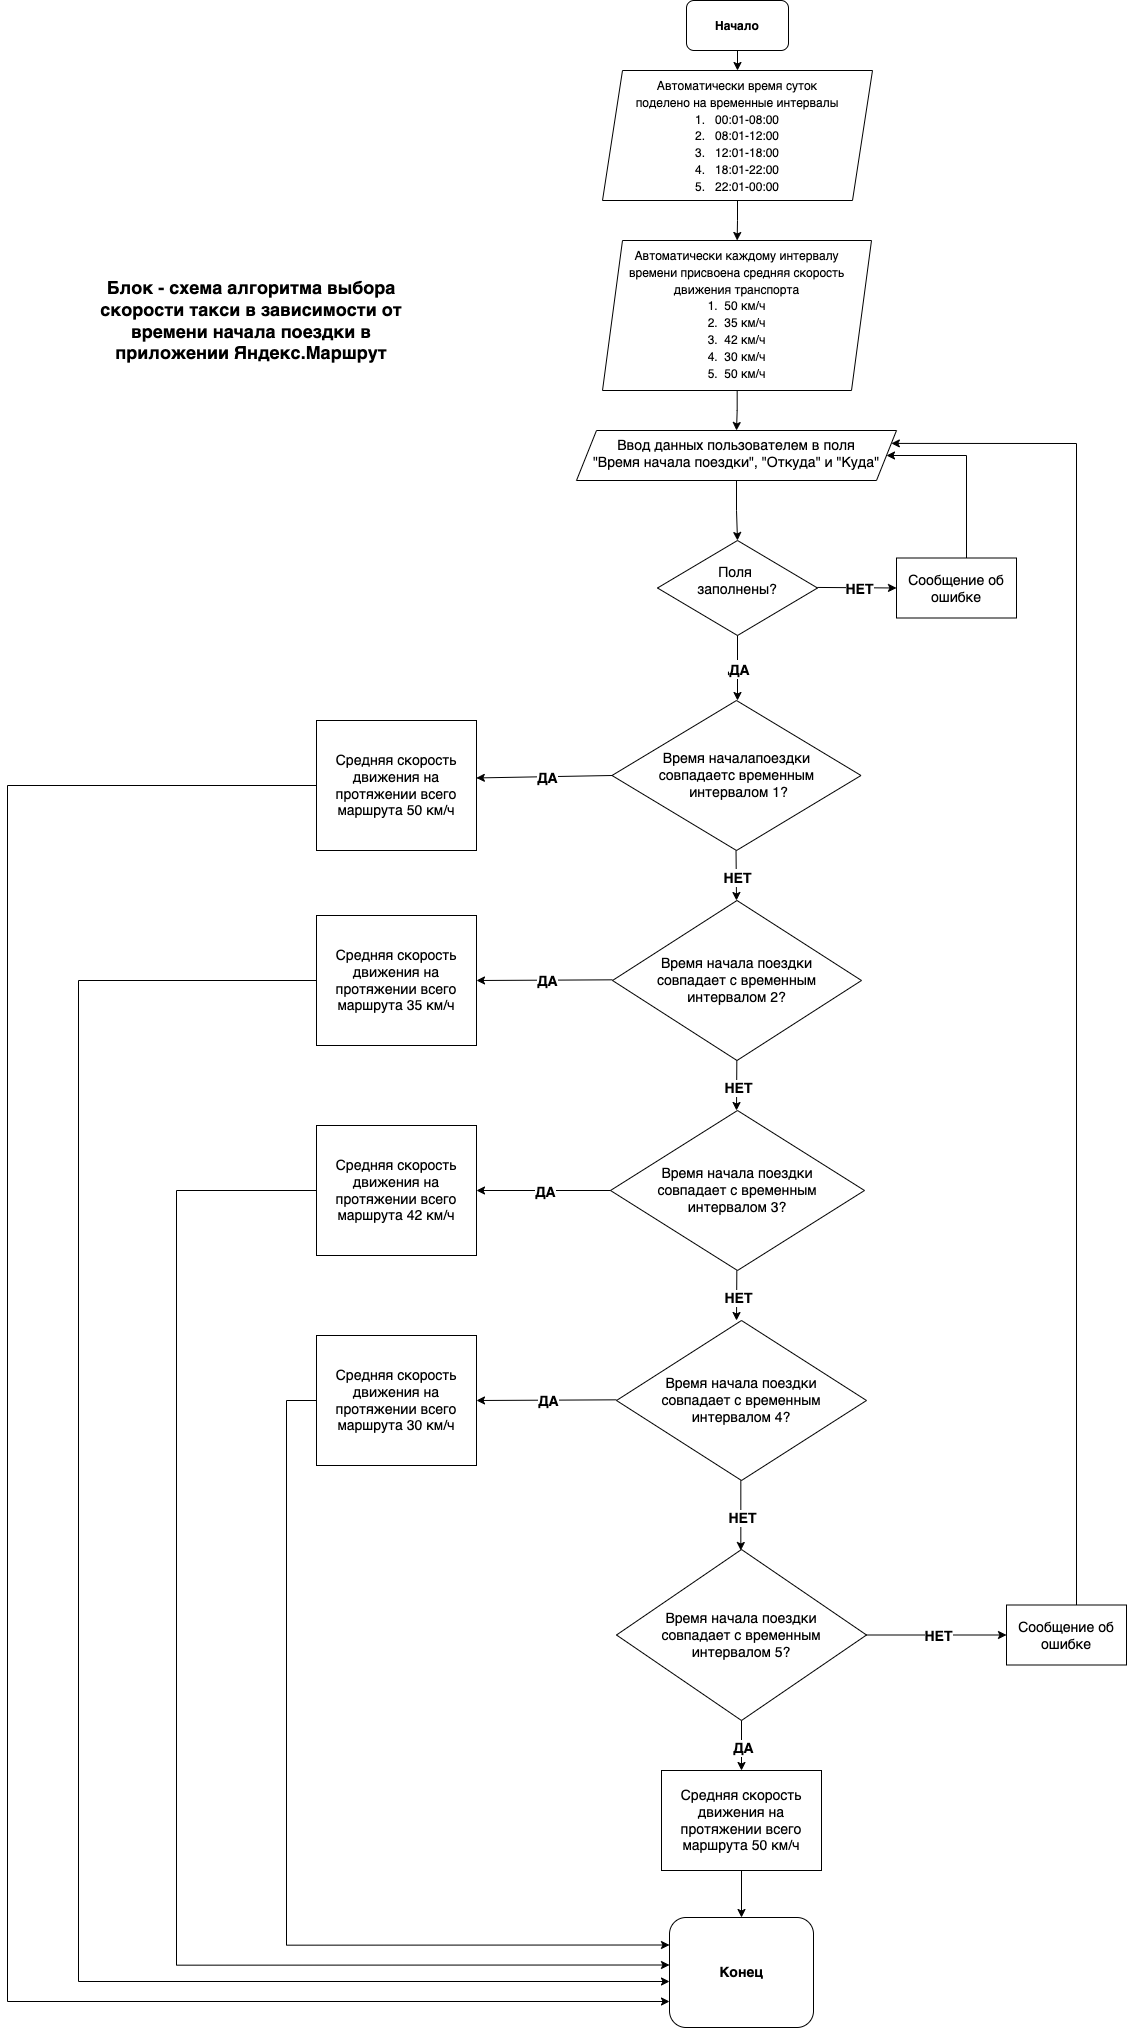 Начало
Автоматически время суток
поделено на временные интервалы
1. 00:01-08:00
2. 08:01-12:00
3. 12:01-18:00
4. 18:01-22:00
5. 22:01-00:00
Автоматически каждому интервалу
времени присвоена средняя скорость
движения транспорта
1. 50 км/ч
2. 35 км/ч
3. 42 км/ч
4. 30 км/ч
5. 50 км/ч
Блок - схема алгоритма выбора
скорости такси в зависимости от
времени начала поездки в
приложении Яндекс.Маршрут
Ввод данных пользователем в поля
"Время начала поездки", "Откуда" и "Куда"
Поля
заполнены?
НЕТ
Сообщение об
ошибке
ДА
Время началапоездки
совпадаетс временным
интервалом 1?
ДА
Средняя скорость
движения на
протяжении всего
маршрута 50 км/ч
НЕТ
Время начала поездки
совпадает с временным
интервалом 2?
ДА
Средняя скорость
движения на
протяжении всего
маршрута 35 км/ч
НЕТ
Время начала поездки
совпадает с временным
интервалом 3?
ДА
Средняя скорость
движения на
протяжении всего
маршрута 42 км/ч
НЕТ
Время начала поездки
совпадает с временным
интервалом 4?
ДА
Средняя скорость
движения на
протяжении всего
маршрута 30 км/ч
НЕТ
Время начала поездки
совпадает с временным
интервалом 5?
НЕТ
Сообщение об
ошибке
ДА
Средняя скорость
движения на
протяжении всего
маршрута 50 км/ч
Конец